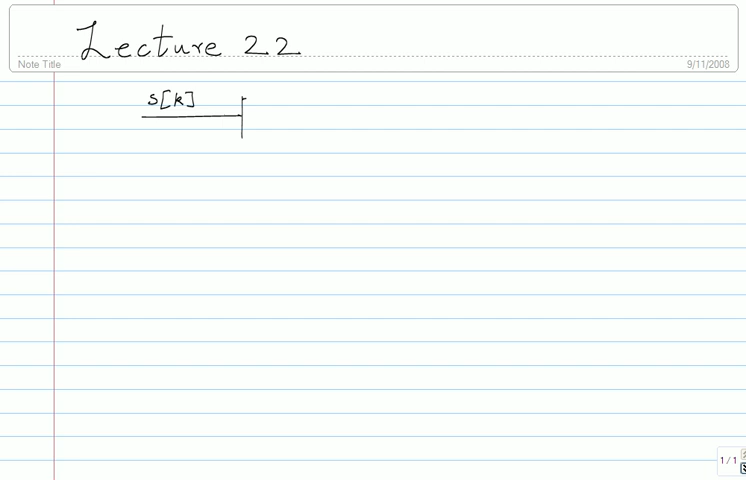 Lecture 22
Note Title
9/11/2008
s[k]
1 / 1